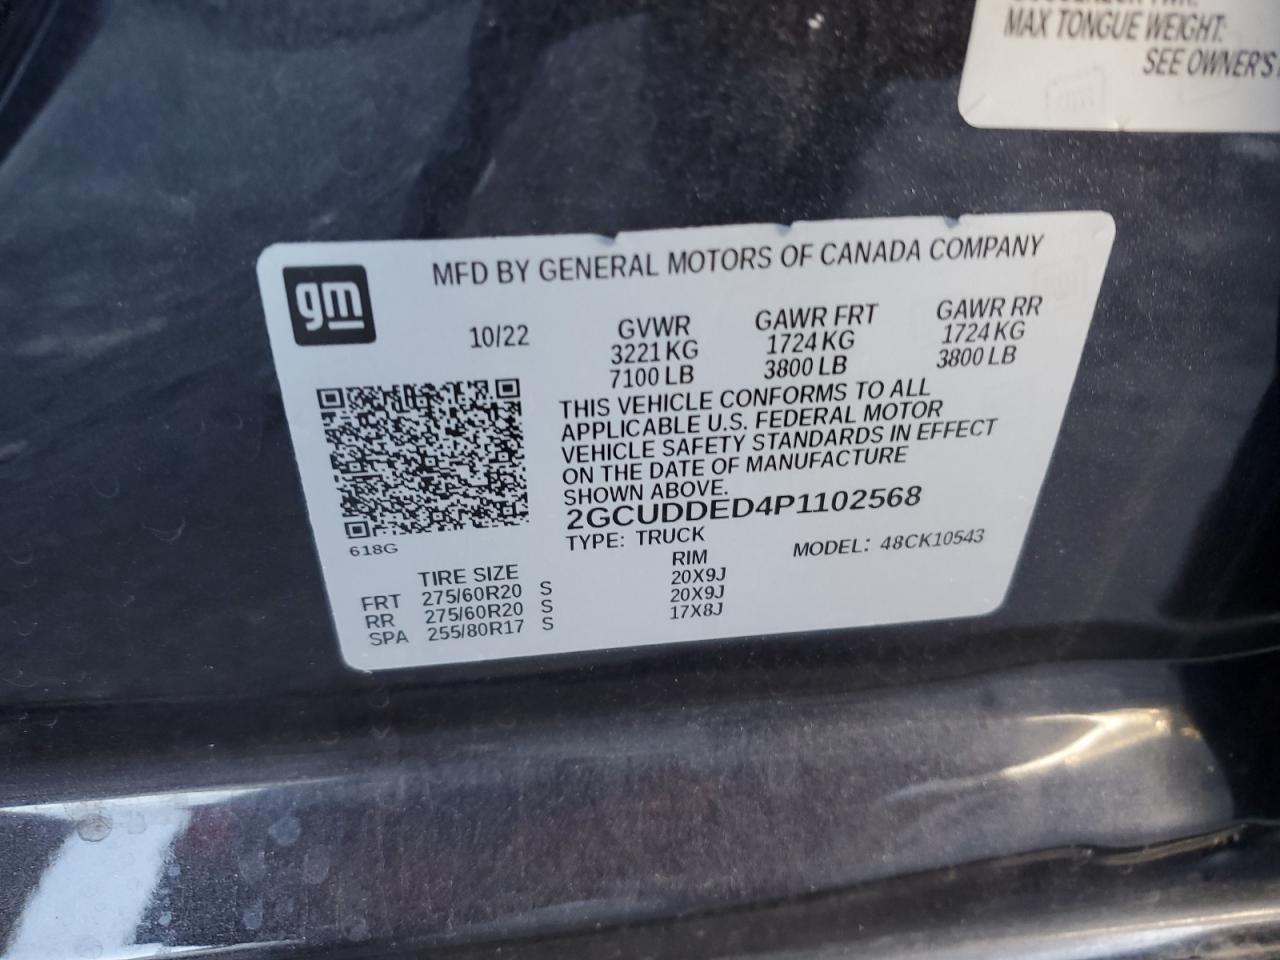 MAX TONGUE WEIGHT:
SEE OWNER'S
gm
MFD BY GENERAL MOTORS OF CANADA COMPANY
10/22 GVWR GAWR FRT GAWR RR
3221 KG 1724 KG 1724 KG
7100 LB 3800 LB 3800 LB
THIS VEHICLE CONFORMS TO ALL
APPLICABLE U.S. FEDERAL MOTOR
VEHICLE SAFETY STANDARDS IN EFFECT
ON THE DATE OF MANUFACTURE
SHOWN ABOVE.
2GCUDDED4P1102568
618G
TYPE: TRUCK MODEL: 48CK10543
TIRE SIZE RIM
FRT 275/60R20 S 20X9J
RR 275/60R20 S 20X9J
SPA 255/80R17 S 17X8J